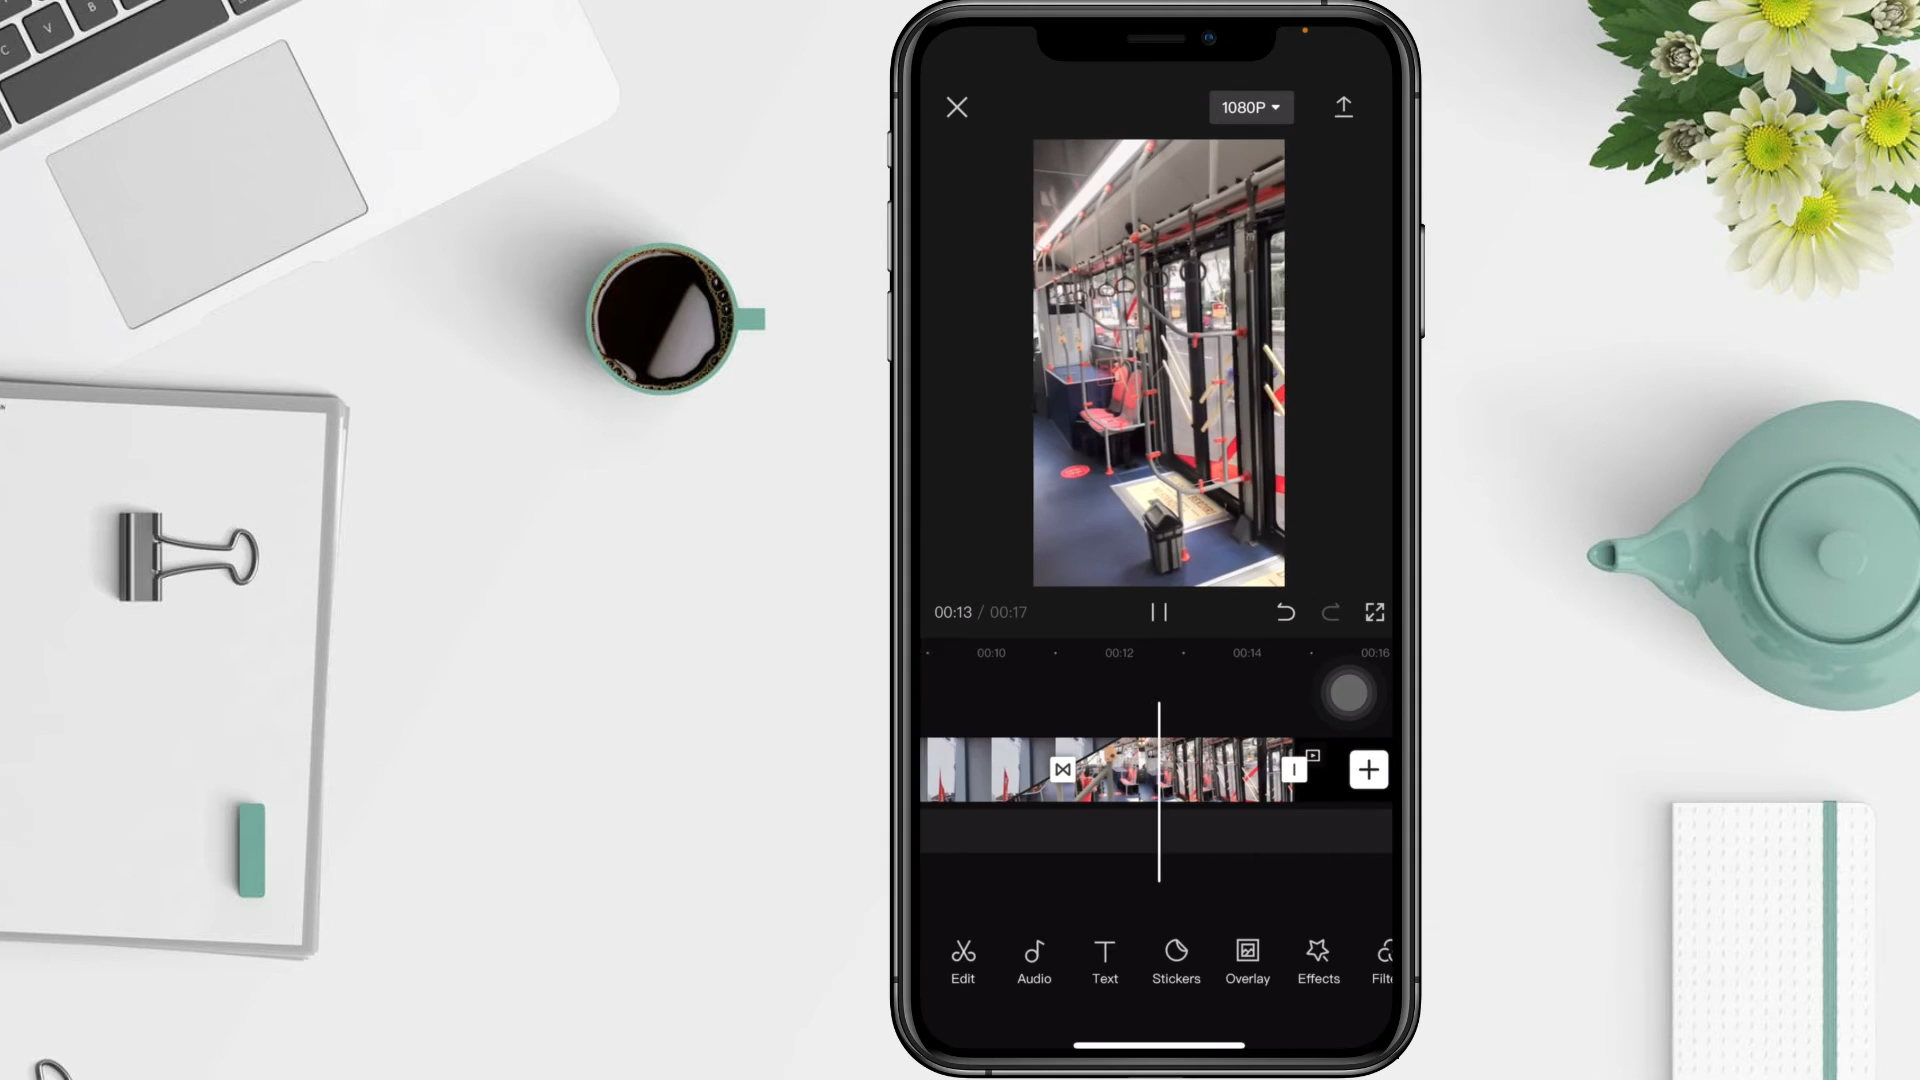 C
V
B
1080P
00:13 / 00:17
00:10
00:12
00:14
00:16
Edit
Audio
Text
Stickers
Overlay
Effects
Filte